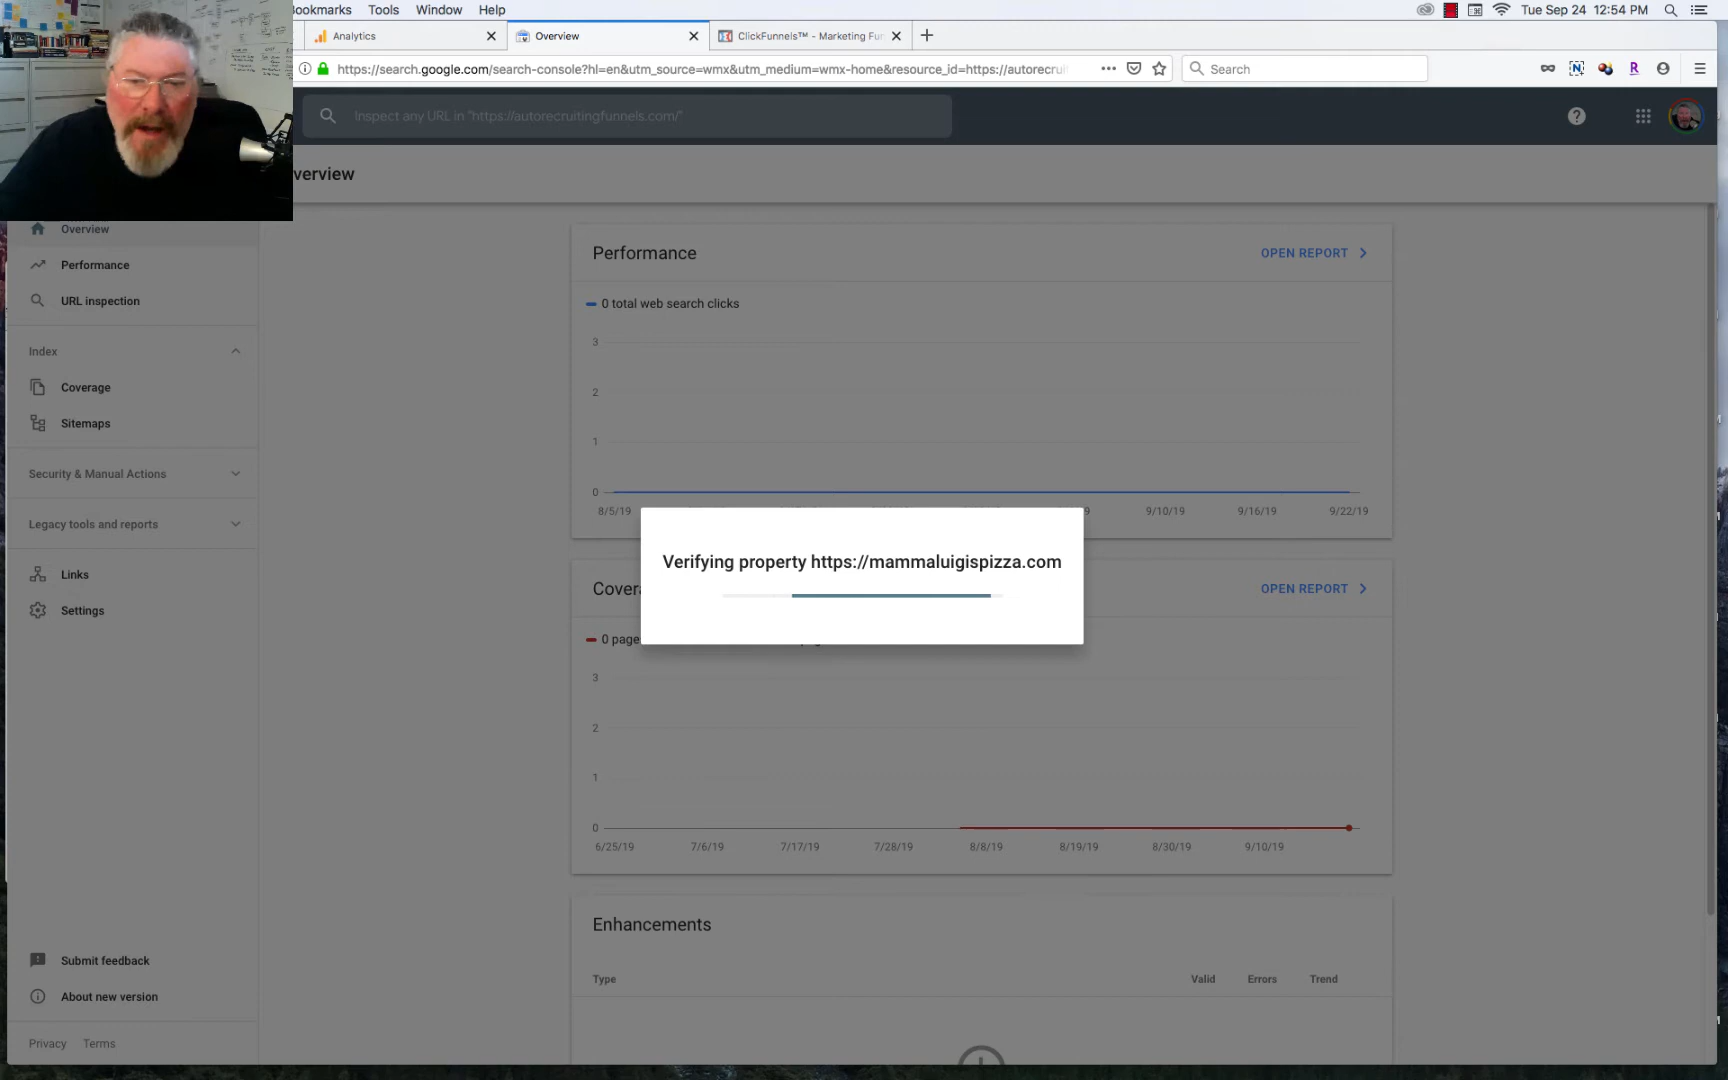 Bookmarks Tools Window Help
Tue Sep 24 12:54 PM
Analytics
Overview
ClickFunnels™ - Marketing Fun
https://search.google.com/search-console?hl=en&utm_source=wmx&utm_medium=wmx-home&resource_id=https://autorecrui
Search
N
R
Inspect any URL in "https://autorecruitingfunnels.com/"
verview
Overview
Performance
URL inspection
Index
Coverage
Sitemaps
Security & Manual Actions
Legacy tools and reports
Links
Settings
Submit feedback
About new version
Privacy Terms
Performance
OPEN REPORT
0 total web search clicks
3
2
1
0
8/5/19 9/10/19 9/16/19 9/22/19
Verifying property https://mammaluigispizza.com
Covera
OPEN REPORT
0 page
3
2
1
0
6/25/19 7/6/19 7/17/19 7/28/19 8/8/19 8/19/19 8/30/19 9/10/19
Enhancements
Type Valid Errors Trend